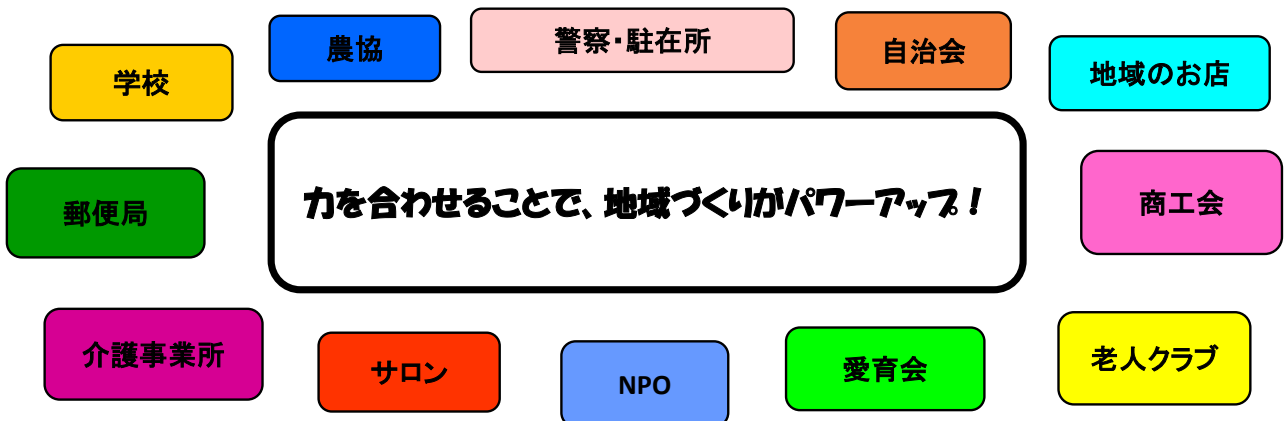 農協
警察・駐在所
自治会
学校
地域のお店
力を合わせることで、地域づくりがパワーアップ！
郵便局
商工会
介護事業所
サロン
NPO
愛育会
老人クラブ